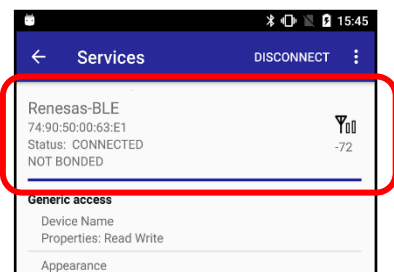 15:45
Services DISCONNECT
Renesas-BLE
74:90:50:00:63:E1
Status: CONNECTED
-72
NOT BONDED
Generic access
Device Name
Properties: Read Write
Appearance